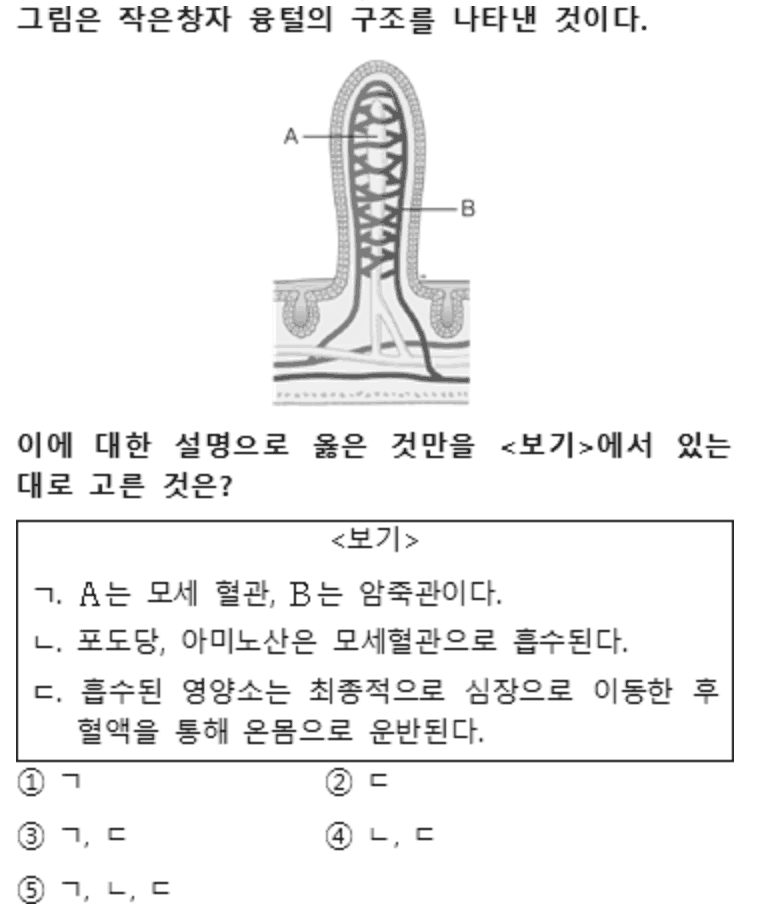 그림은 작은창자 융털의 구조를 나타낸 것이다.
A
B
이에 대한 설명으로 옳은 것만을 <보기>에서 있는
대로 고른 것은?
<보기>
ㄱ. A는 모세 혈관, B는 암죽관이다.
ㄴ. 포도당, 아미노산은 모세혈관으로 흡수된다.
ㄷ. 흡수된 영양소는 최종적으로 심장으로 이동한 후
혈액을 통해 온몸으로 운반된다.
① ㄱ ② ㄷ
③ ㄱ, ㄷ ④ ㄴ, ㄷ
⑤ ㄱ, ㄴ, ㄷ